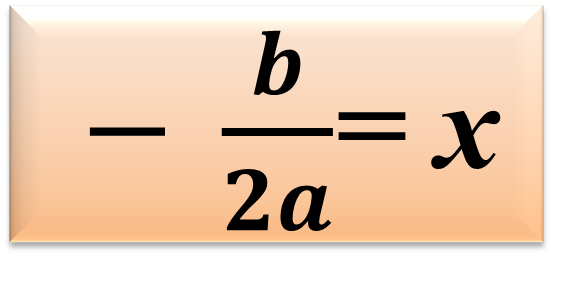 − b/2a = x